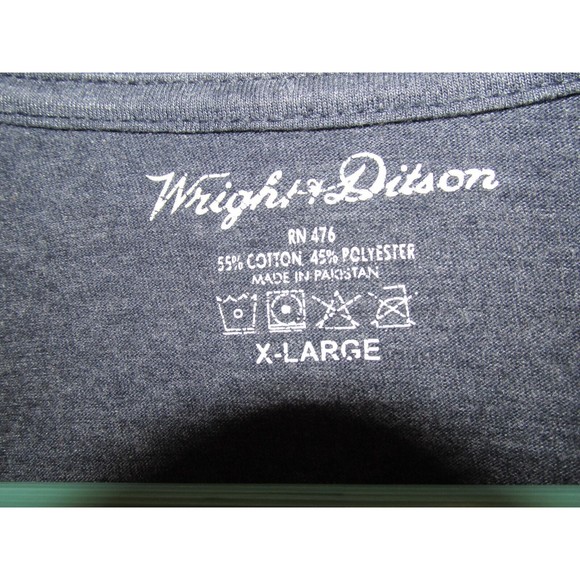 Wright & Ditson
RN 476
55% COTTON, 45% POLYESTER
MADE IN PAKISTAN
X-LARGE